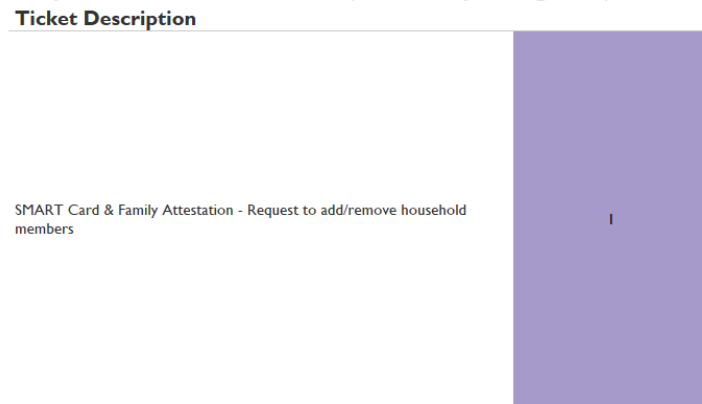 Ticket Description
SMART Card & Family Attestation - Request to add/remove household
members
1